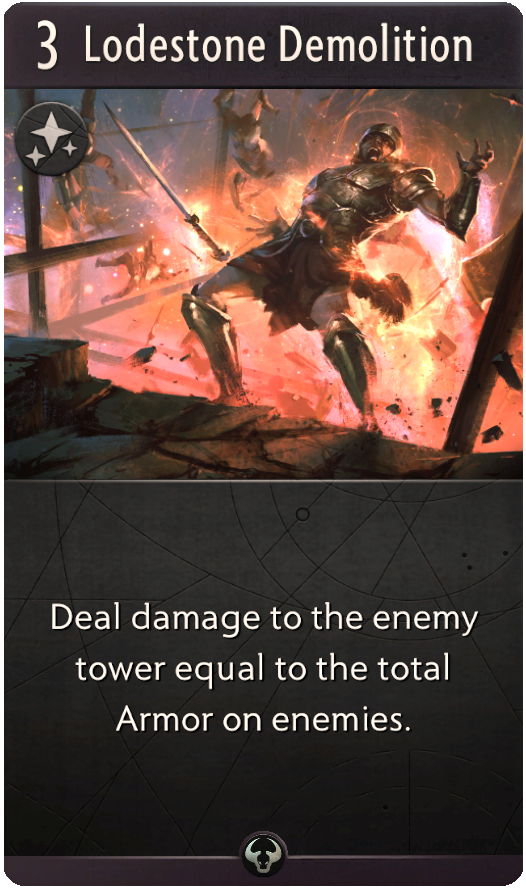 3 Lodestone Demolition
Deal damage to the enemy
tower equal to the total
Armor on enemies.